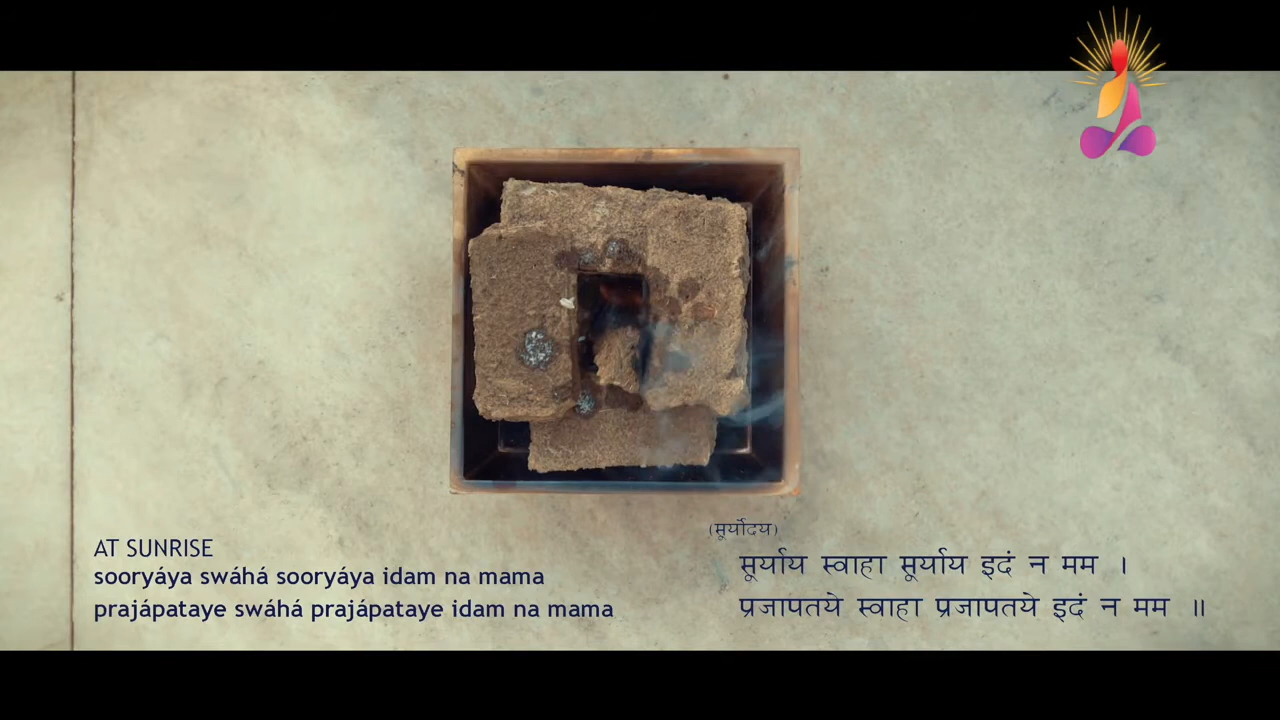 AT SUNRISE
sooryáya swáhá sooryáya idam na mama
prajápataye swáhá prajápataye idam na mama
(सूर्योदय)
सूर्याय स्वाहा सूर्याय इदं न मम ।
प्रजापतये स्वाहा प्रजापतये इदं न मम ॥